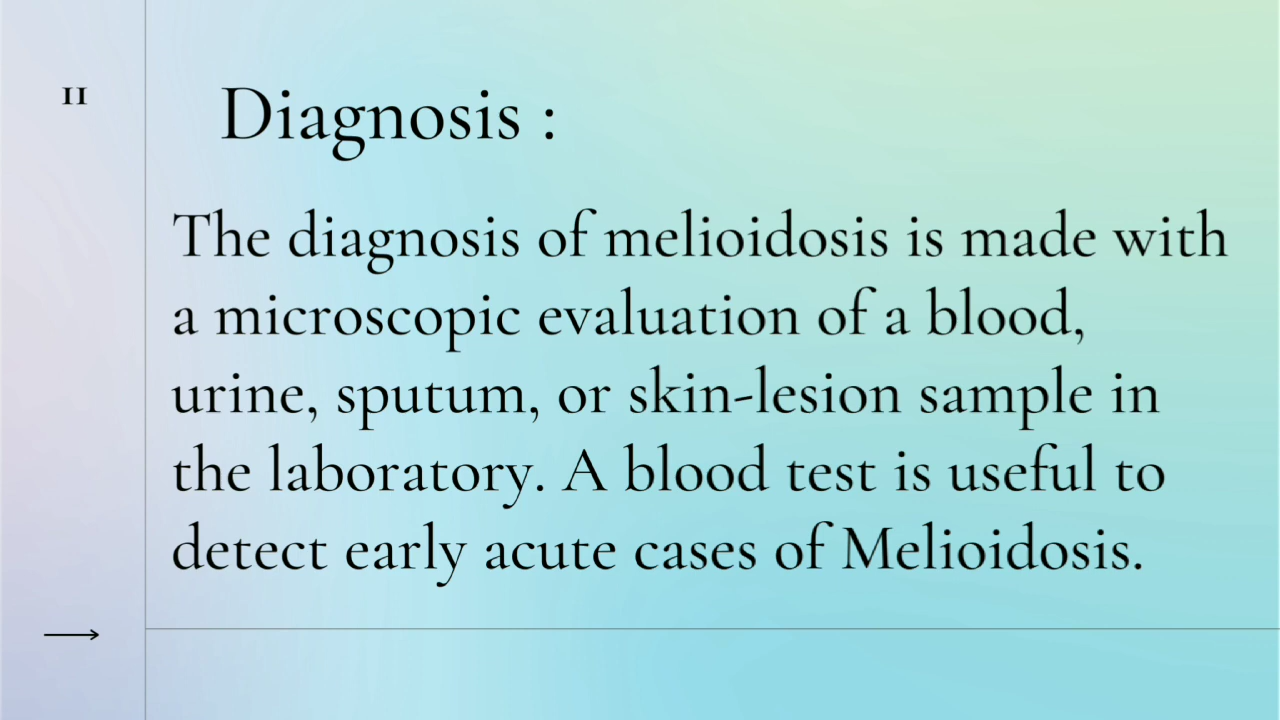 11
Diagnosis :
The diagnosis of melioidosis is made with
a microscopic evaluation of a blood,
urine, sputum, or skin-lesion sample in
the laboratory. A blood test is useful to
detect early acute cases of Melioidosis.